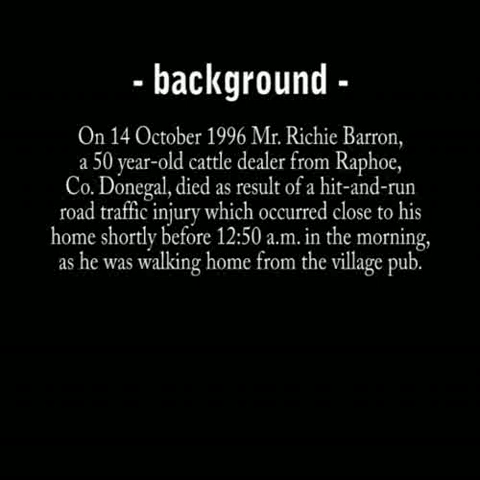 - background -
On 14 October 1996 Mr. Richie Barron,
a 50 year-old cattle dealer from Raphoe,
Co. Donegal, died as result of a hit-and-run
road traffic injury which occurred close to his
home shortly before 12:50 a.m. in the morning,
as he was walking home from the village pub.